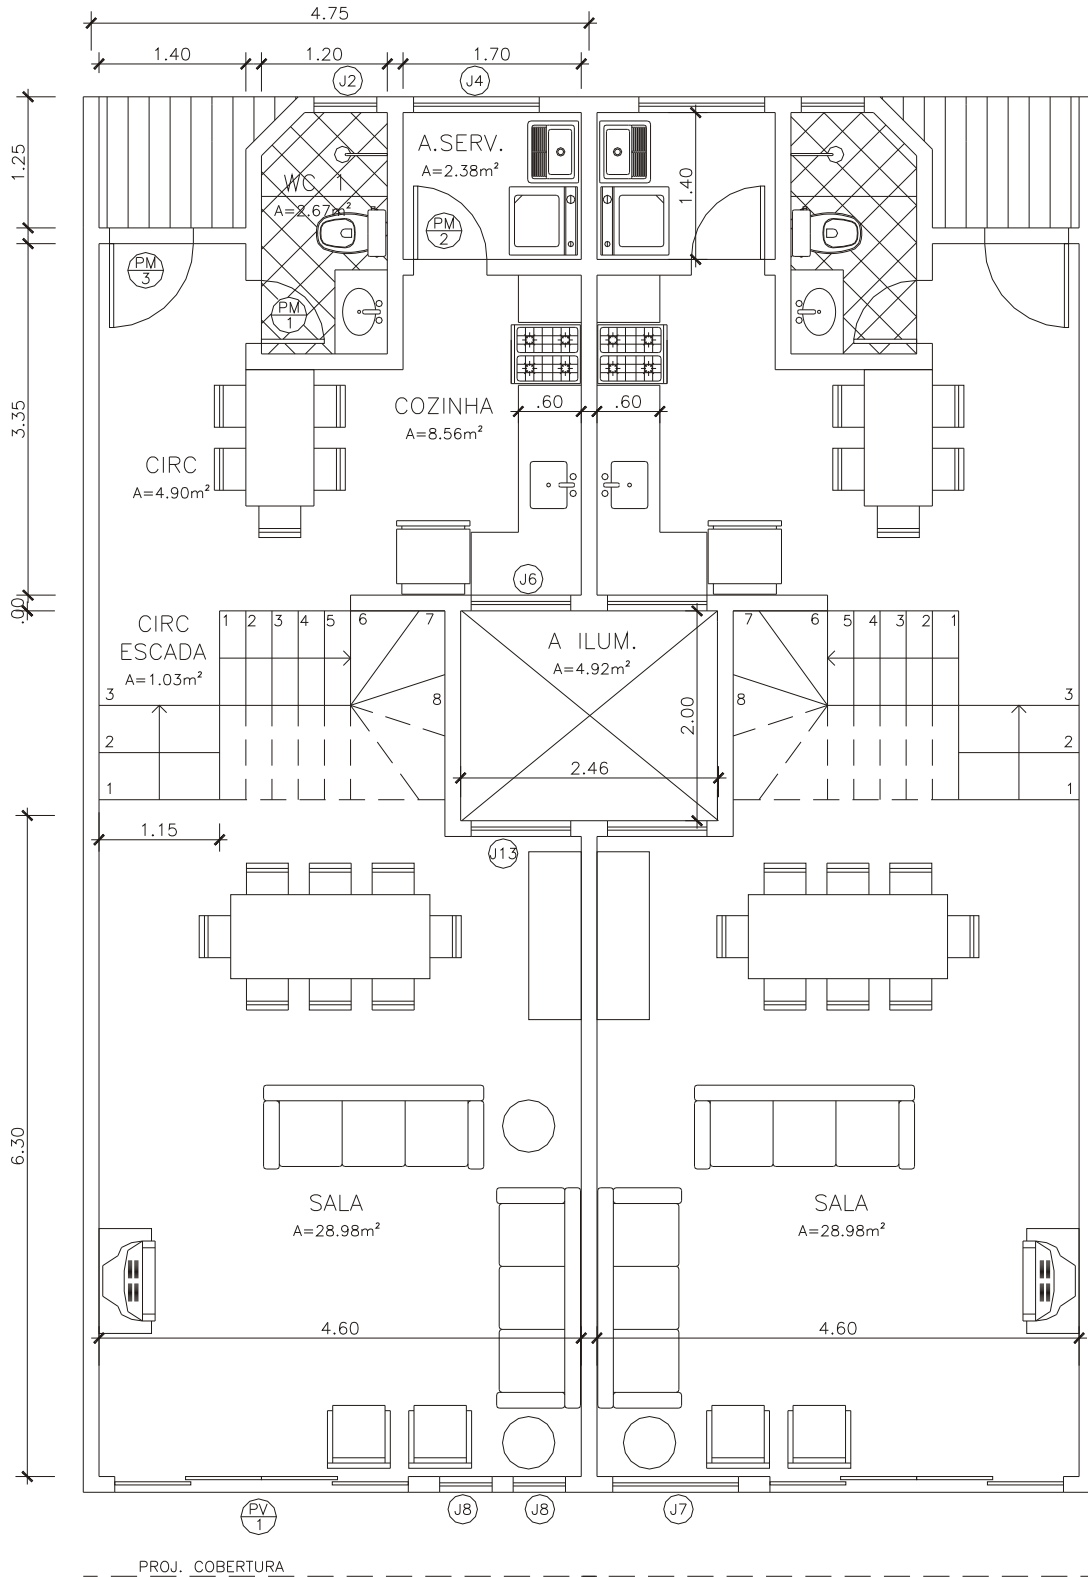 4.75
1.40
1.20
1.70
J2
J4
1.25
A.SERV.
A=2.38m²
WC 1
A=2.67m²
1.40
PM
2
PM
3
PM
1
3.35
COZINHA
A=8.56m²
.60
.60
CIRC
A=4.90m²
J6
.00
CIRC
ESCADA
A=1.03m²
1
2
3
4
5
6
7
8
A ILUM.
A=4.92m²
7
6
5
4
3
2
1
8
3
2
1
3
2
1
2.00
2.46
1.15
J13
6.30
SALA
A=28.98m²
SALA
A=28.98m²
4.60
4.60
PV
1
J8
J8
J7
PROJ. COBERTURA